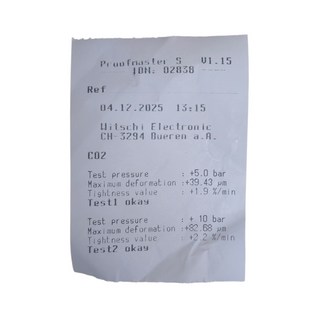 Proofmaster S V1.15
IDN: 02838
Ref
04.12.2025 13:15
Witschi Electronic
CH-3294 Bueren a.A.
CO2
Test pressure : +5.0 bar
Maximum deformation : +39.43 µm
Tightness value : +1.9 %/min
Test1 okay
Test pressure : + 10 bar
Maximum deformation : +82.68 µm
Tightness value : +3.2 %/min
Test2 okay